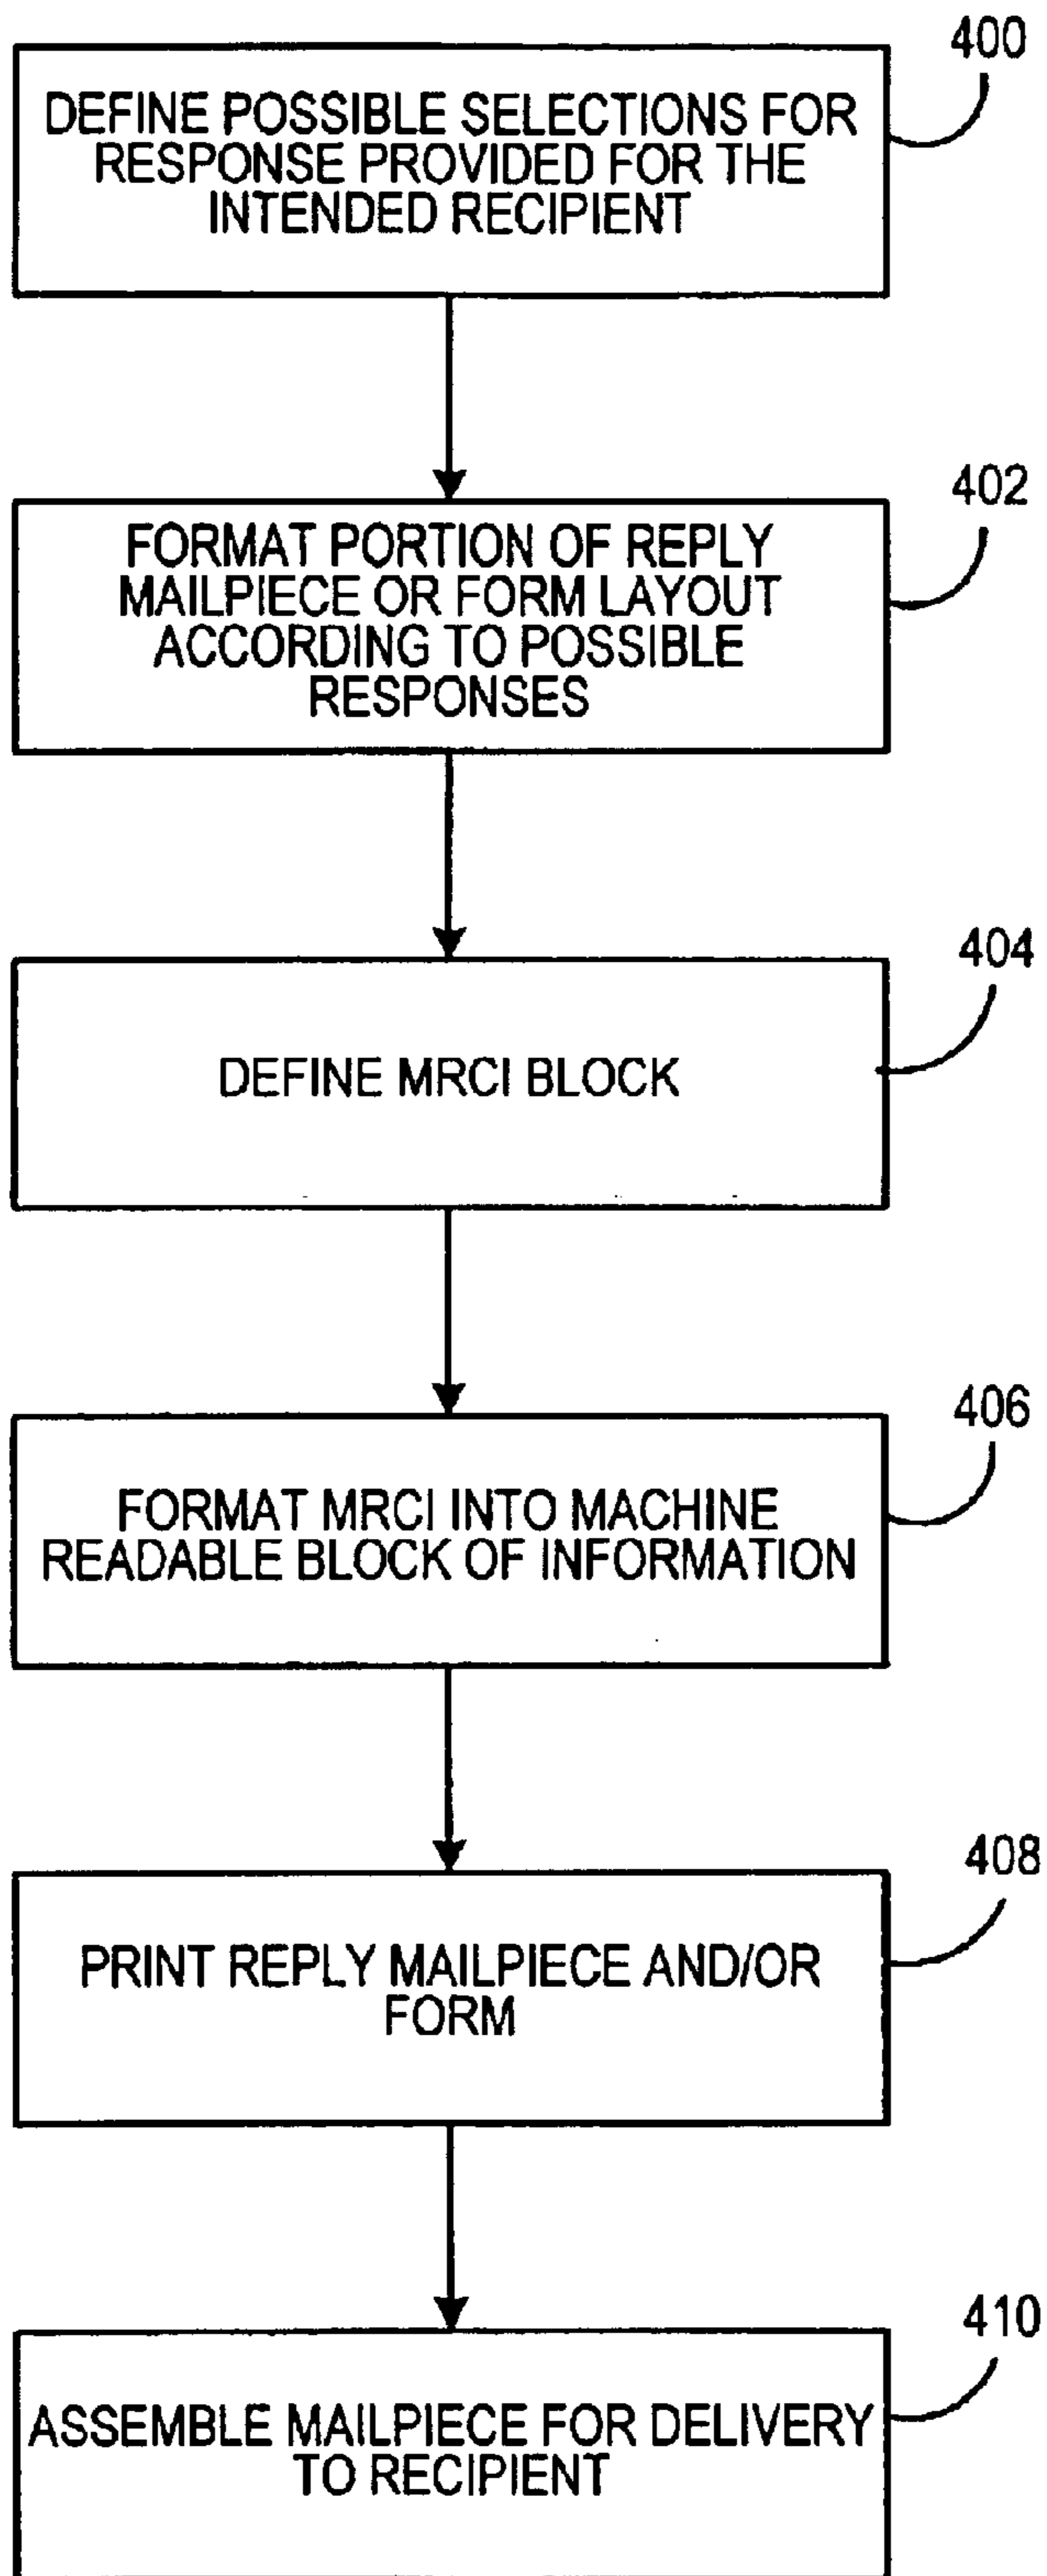 400
DEFINE POSSIBLE SELECTIONS FOR
RESPONSE PROVIDED FOR THE
INTENDED RECIPIENT
402
FORMAT PORTION OF REPLY
MAILPIECE OR FORM LAYOUT
ACCORDING TO POSSIBLE
RESPONSES
404
DEFINE MRCI BLOCK
406
FORMAT MRCI INTO MACHINE
READABLE BLOCK OF INFORMATION
408
PRINT REPLY MAILPIECE AND/OR
FORM
410
ASSEMBLE MAILPIECE FOR DELIVERY
TO RECIPIENT